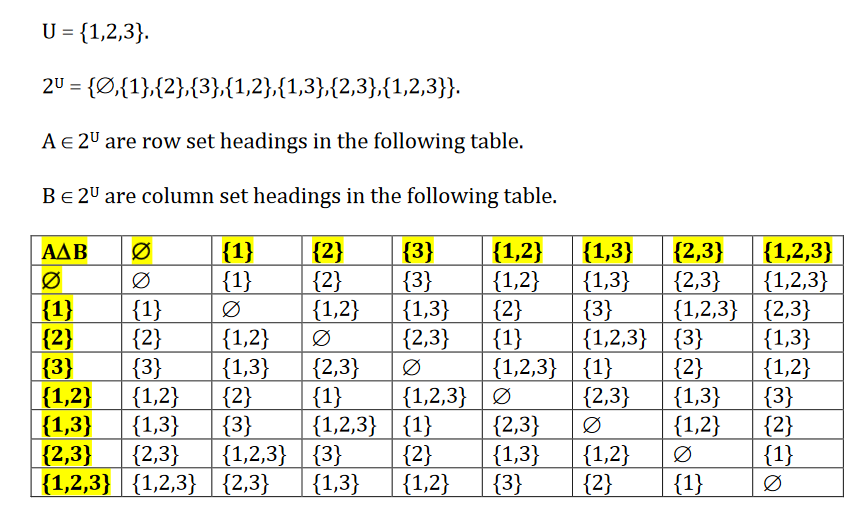 U = {1,2,3}.
2ᵁ = {∅,{1},{2},{3},{1,2},{1,3},{2,3},{1,2,3}}.
A ∈ 2ᵁ are row set headings in the following table.
B ∈ 2ᵁ are column set headings in the following table.
AΔB ∅ {1} {2} {3} {1,2} {1,3} {2,3} {1,2,3}
∅ ∅ {1} {2} {3} {1,2} {1,3} {2,3} {1,2,3}
{1} {1} ∅ {1,2} {1,3} {2} {3} {1,2,3} {2,3}
{2} {2} {1,2} ∅ {2,3} {1} {1,2,3} {3} {1,3}
{3} {3} {1,3} {2,3} ∅ {1,2,3} {1} {2} {1,2}
{1,2} {1,2} {2} {1} {1,2,3} ∅ {2,3} {1,3} {3}
{1,3} {1,3} {3} {1,2,3} {1} {2,3} ∅ {1,2} {2}
{2,3} {2,3} {1,2,3} {3} {2} {1,3} {1,2} ∅ {1}
{1,2,3} {1,2,3} {2,3} {1,3} {1,2} {3} {2} {1} ∅